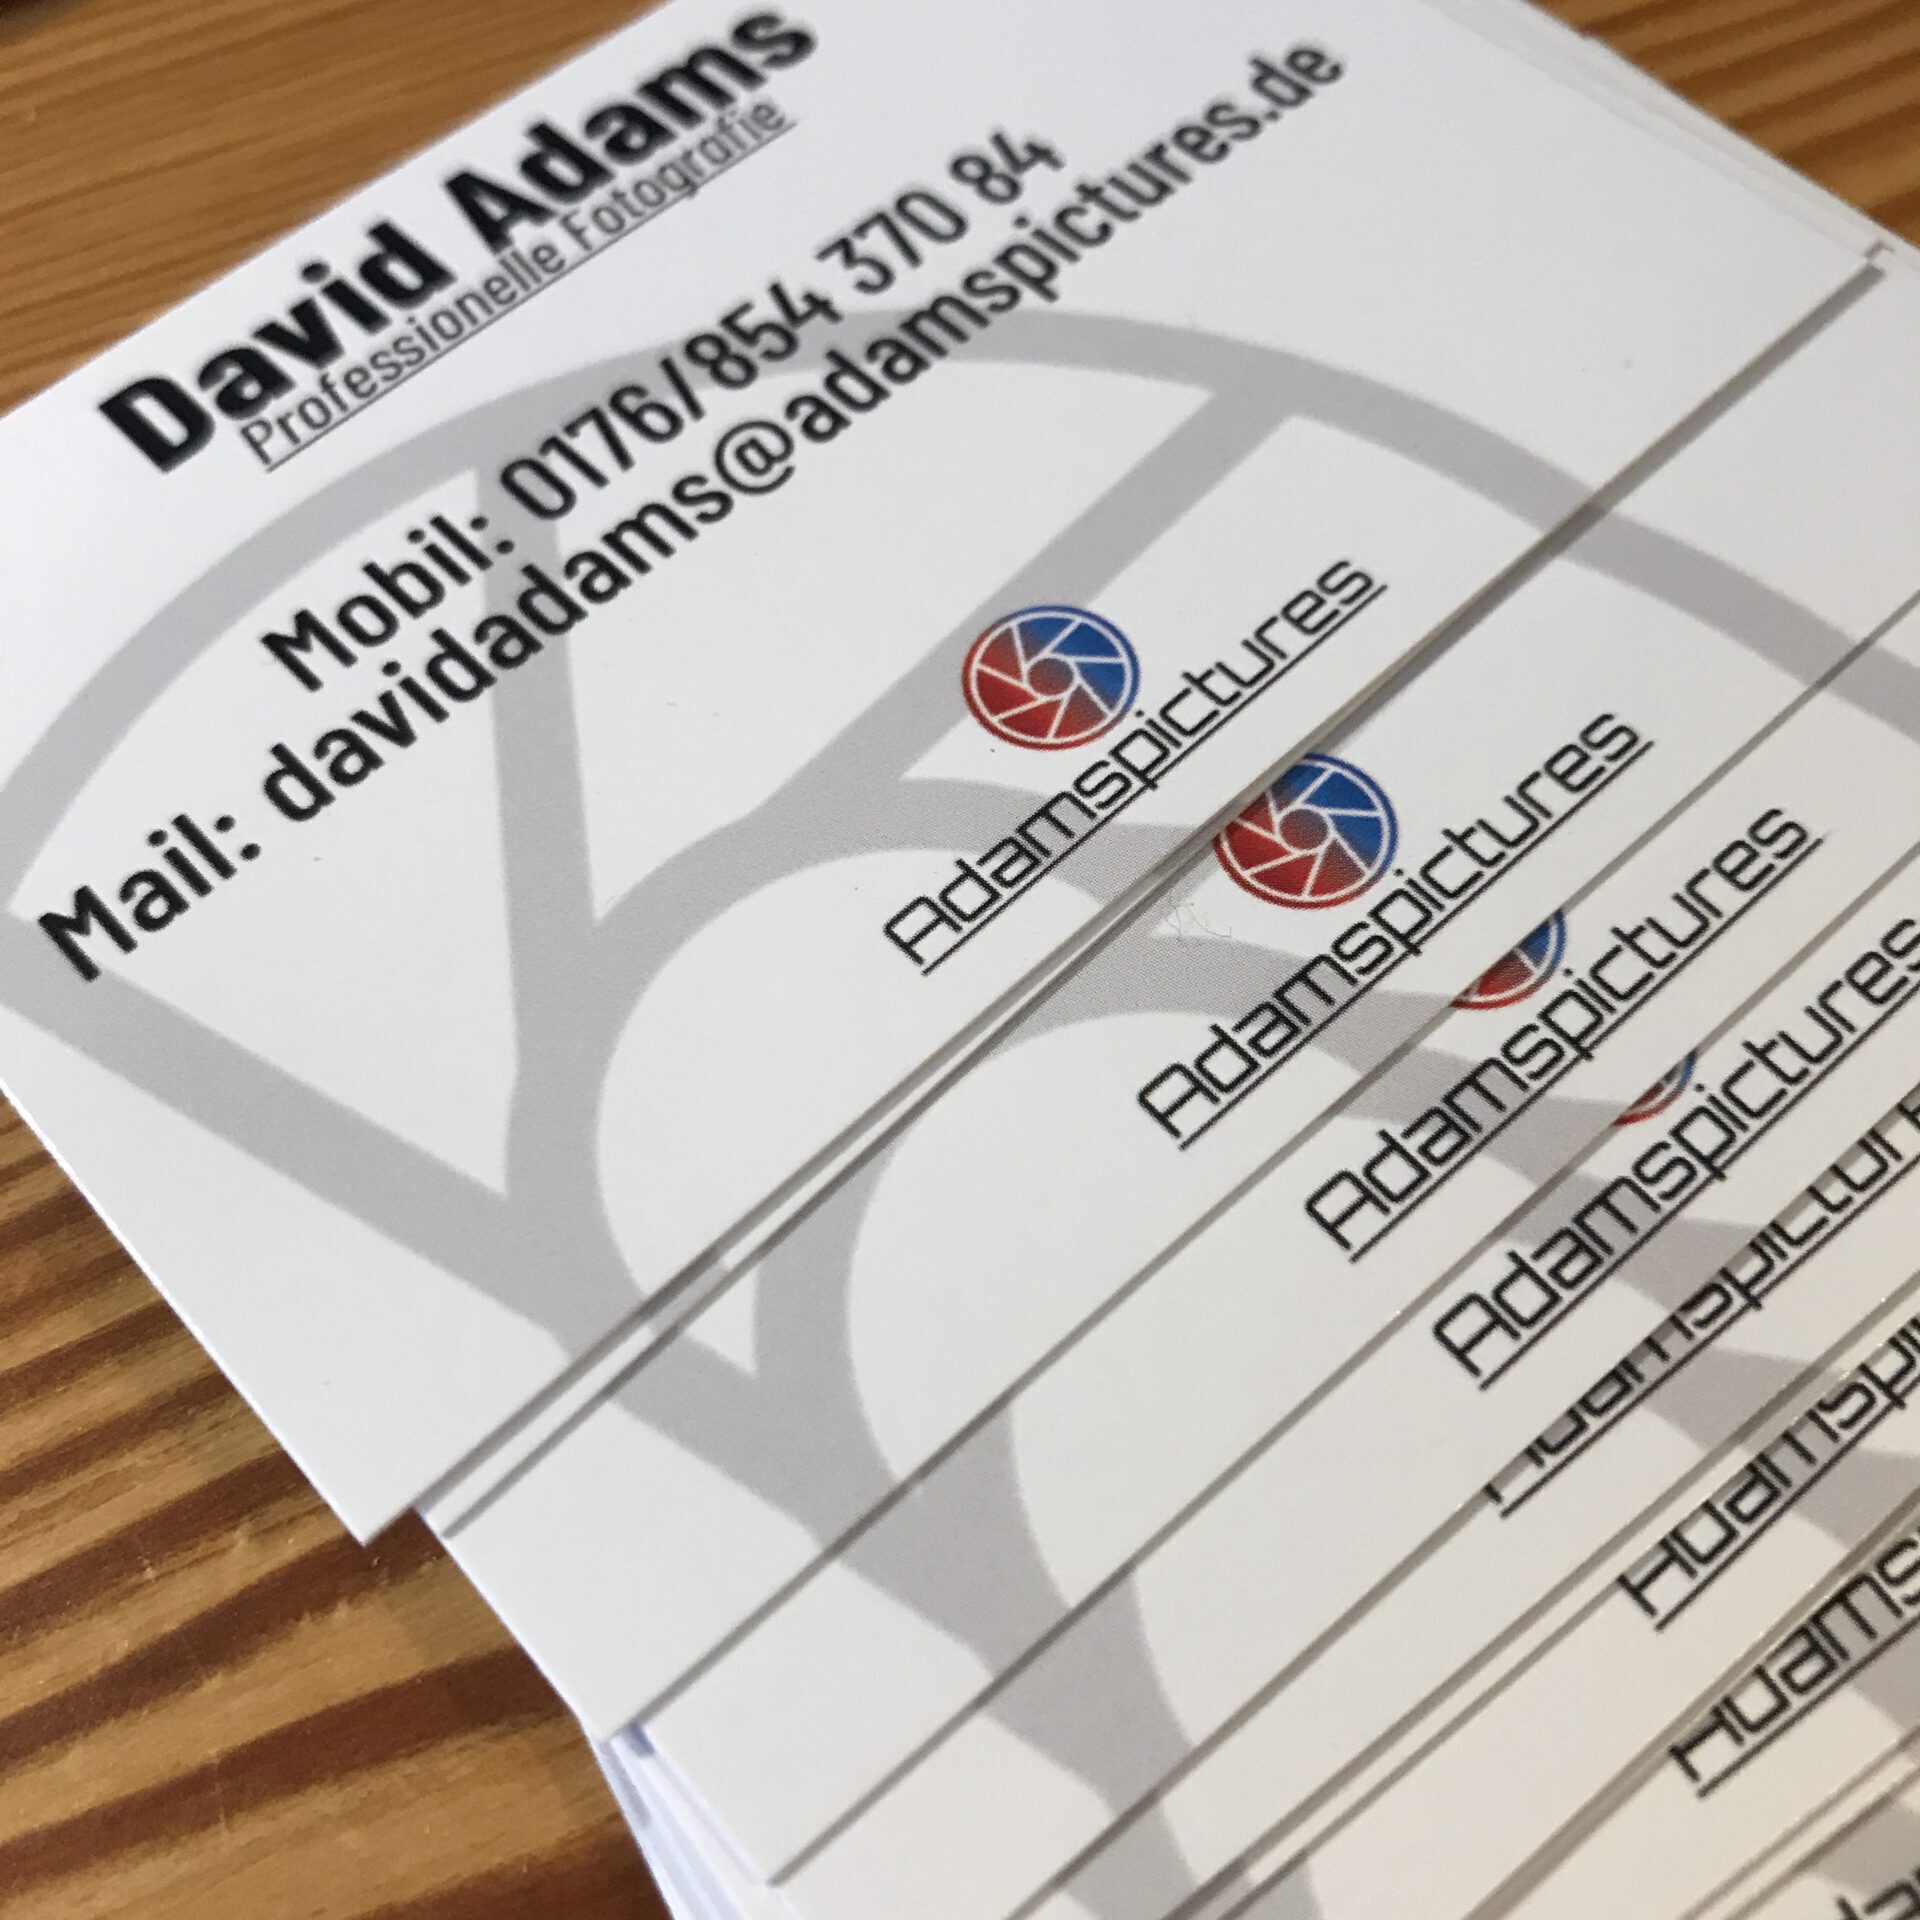 David Adams
Professionelle Fotografie
Mobil: 0176/854 370 84
Mail: davidadams@adamspictures.de
Adamspictures
Adamspictures
Adamspictures
Adamspictures